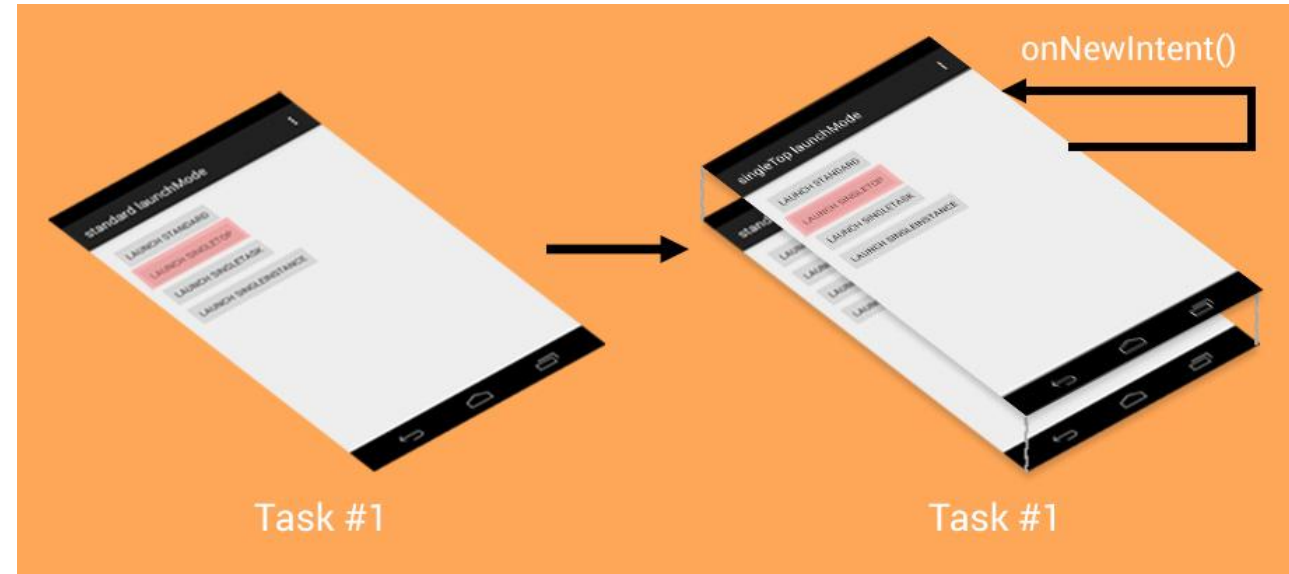 onNewIntent()
standard launchMode
LAUNCH STANDARD
LAUNCH SINGLETOP
LAUNCH SINGLETASK
LAUNCH SINGLEINSTANCE
singleTop launchMode
LAUNCH STANDARD
LAUNCH SINGLETOP
LAUNCH SINGLETASK
LAUNCH SINGLEINSTANCE
Task #1
Task #1